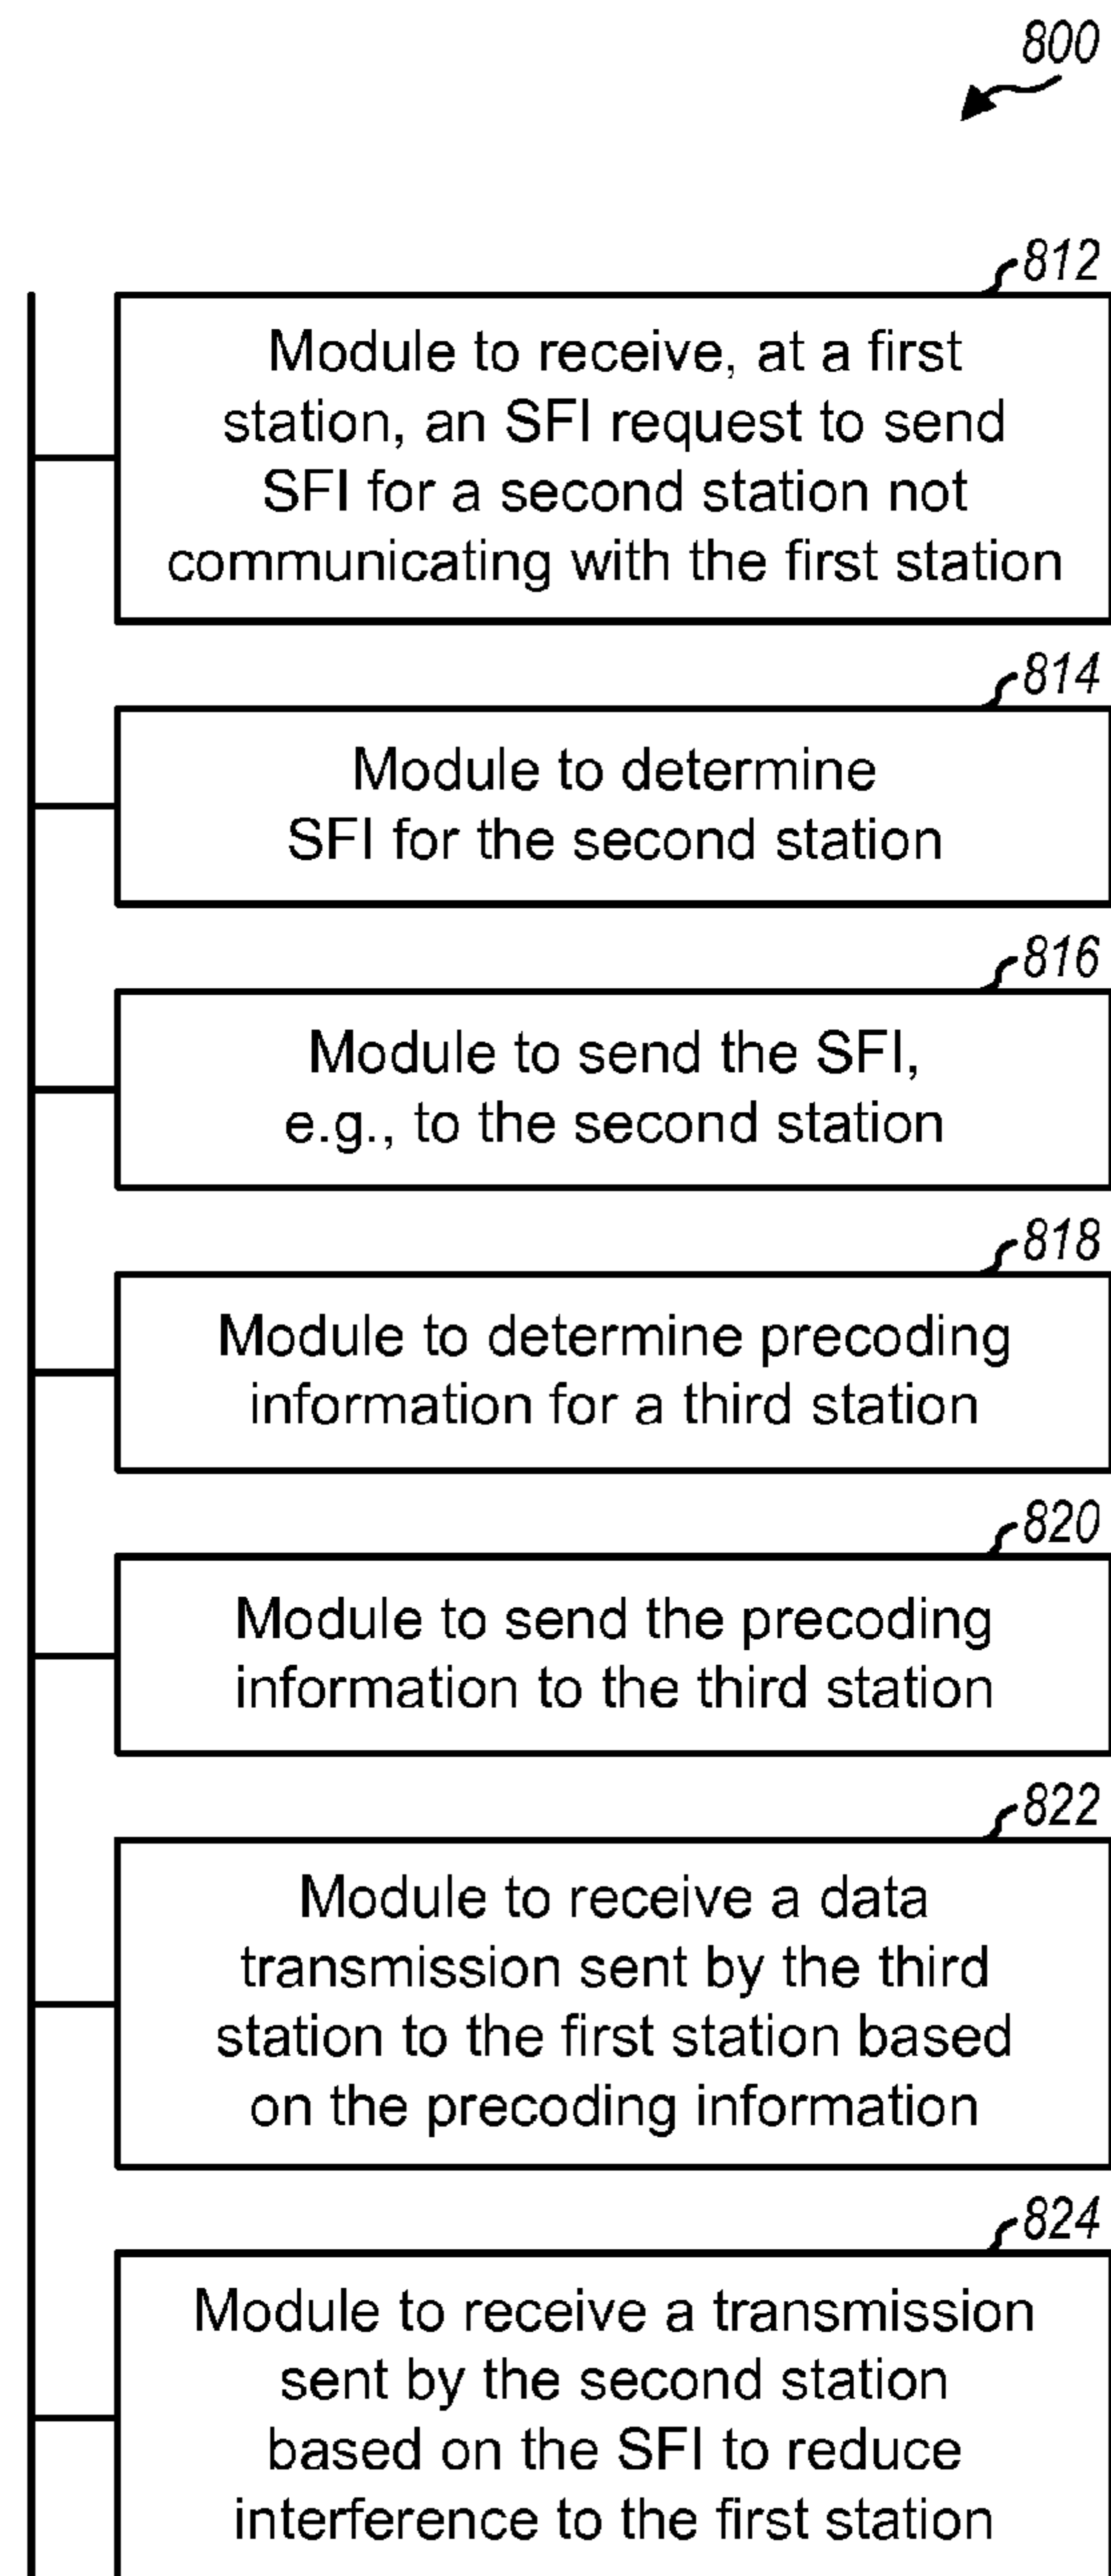 800
812
Module to receive, at a first
station, an SFI request to send
SFI for a second station not
communicating with the first station
814
Module to determine
SFI for the second station
816
Module to send the SFI,
e.g., to the second station
818
Module to determine precoding
information for a third station
820
Module to send the precoding
information to the third station
822
Module to receive a data
transmission sent by the third
station to the first station based
on the precoding information
824
Module to receive a transmission
sent by the second station
based on the SFI to reduce
interference to the first station